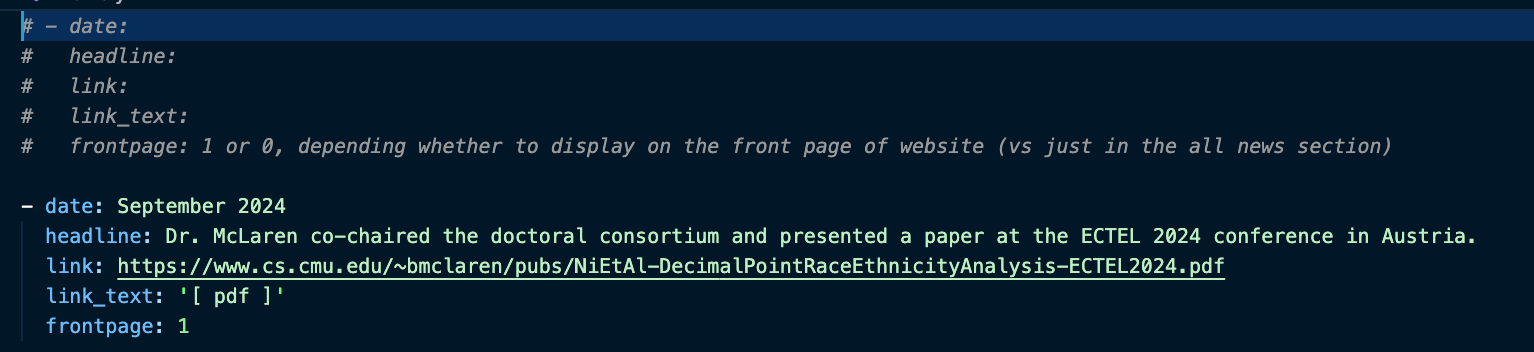 # - date:
#   headline:
#   link:
#   link_text:
#   frontpage: 1 or 0, depending whether to display on the front page of website (vs just in the all news section)
- date: September 2024
  headline: Dr. McLaren co-chaired the doctoral consortium and presented a paper at the ECTEL 2024 conference in Austria.
  link: https://www.cs.cmu.edu/~bmclaren/pubs/NiEtAl-DecimalPointRaceEthnicityAnalysis-ECTEL2024.pdf
  link_text: '[ pdf ]'
  frontpage: 1